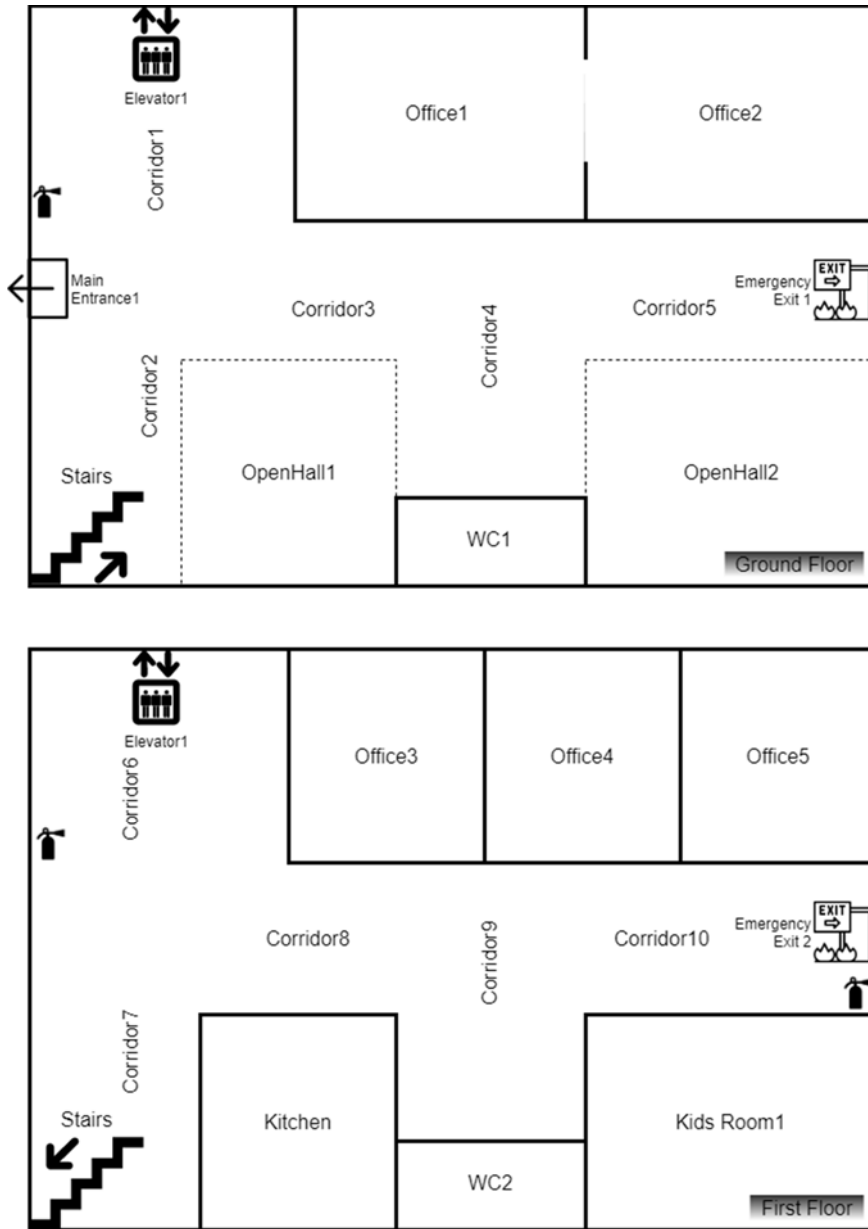 Elevator1
Office1
Office2
Corridor1
Main
Entrance1
Corridor3
Corridor4
Corridor5
EXIT
Emergency
Exit 1
Corridor2
Stairs
OpenHall1
OpenHall2
WC1
Ground Floor
Elevator1
Office3
Office4
Office5
Corridor6
Corridor8
Corridor9
Corridor10
EXIT
Emergency
Exit 2
Corridor7
Stairs
Kitchen
Kids Room1
WC2
First Floor